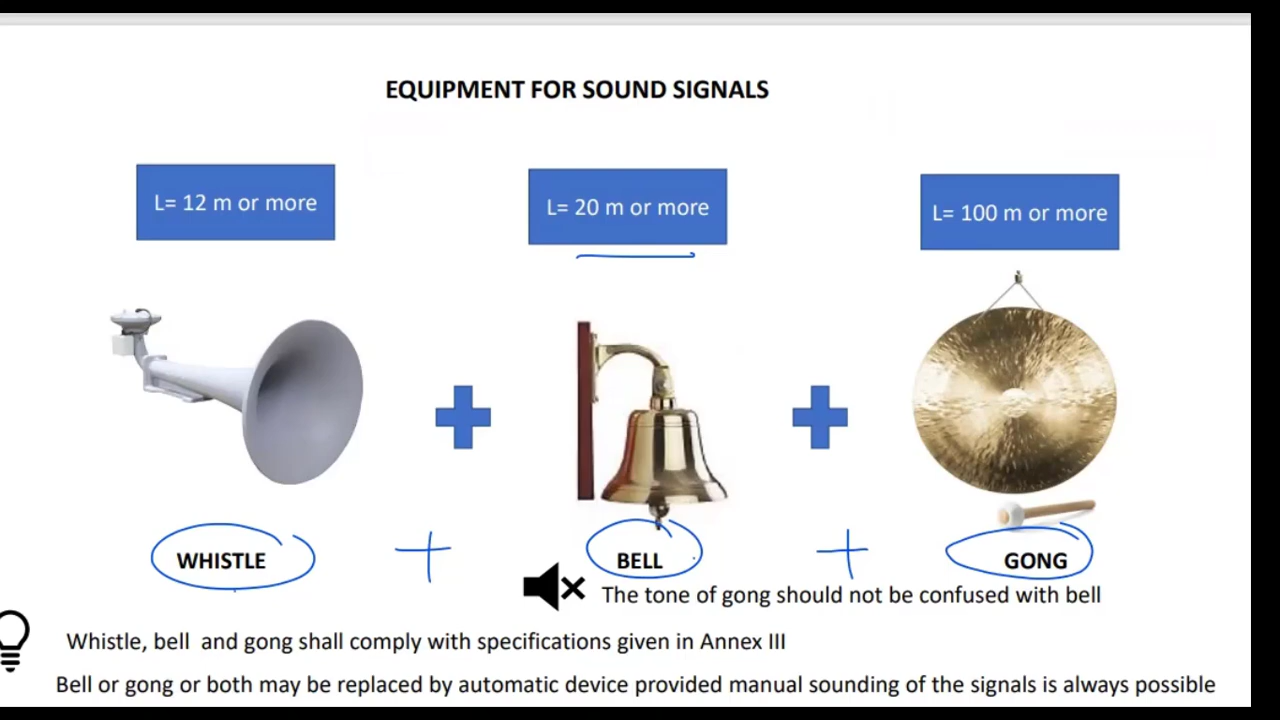 EQUIPMENT FOR SOUND SIGNALS
L= 12 m or more
L= 20 m or more
L= 100 m or more
WHISTLE
BELL
GONG
The tone of gong should not be confused with bell
Whistle, bell and gong shall comply with specifications given in Annex III
Bell or gong or both may be replaced by automatic device provided manual sounding of the signals is always possible